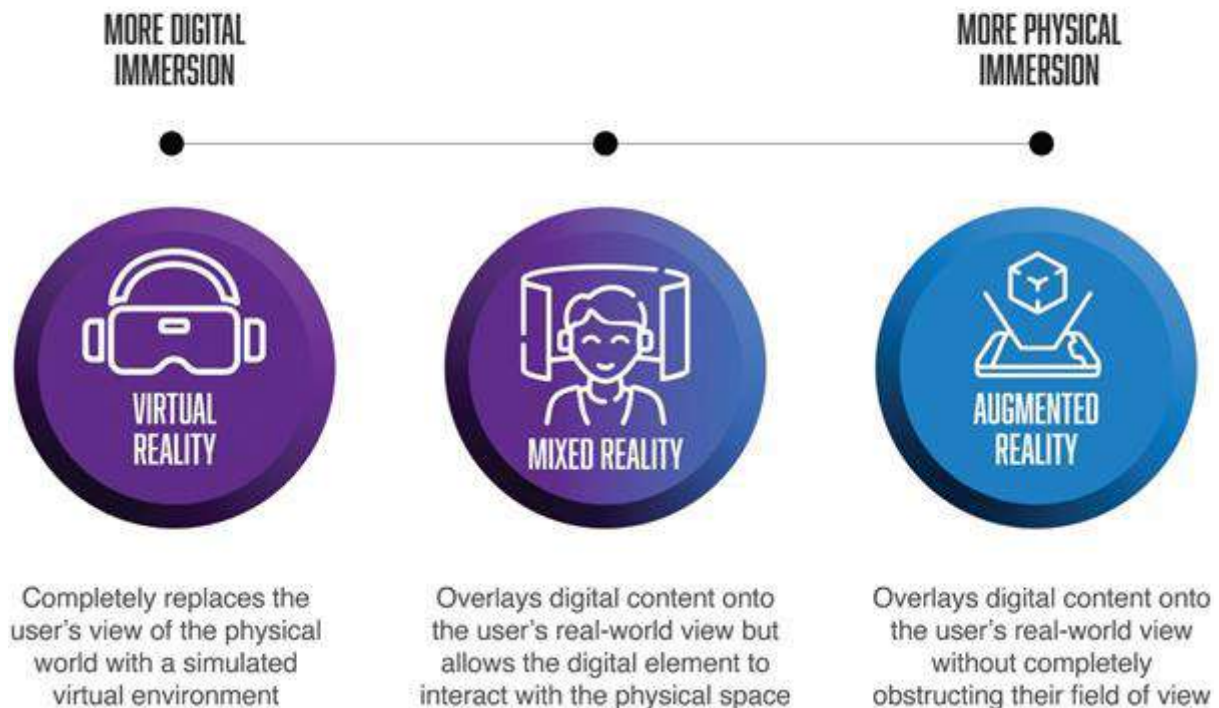 MORE DIGITAL
IMMERSION
MORE PHYSICAL
IMMERSION
VIRTUAL
REALITY
MIXED REALITY
AUGMENTED
REALITY
Completely replaces the
user's view of the physical
world with a simulated
virtual environment
Overlays digital content onto
the user's real-world view but
allows the digital element to
interact with the physical space
Overlays digital content onto
the user's real-world view
without completely
obstructing their field of view